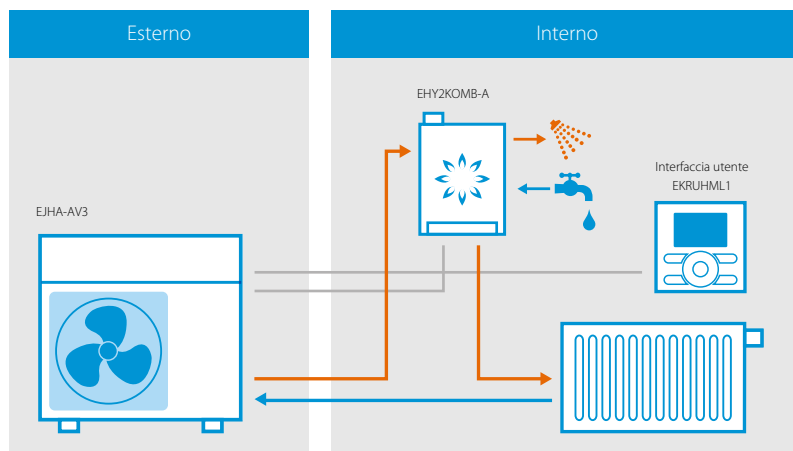 Esterno
Interno
EHY2KOMB-A
Interfaccia utente
EKRUHML1
EJHA-AV3